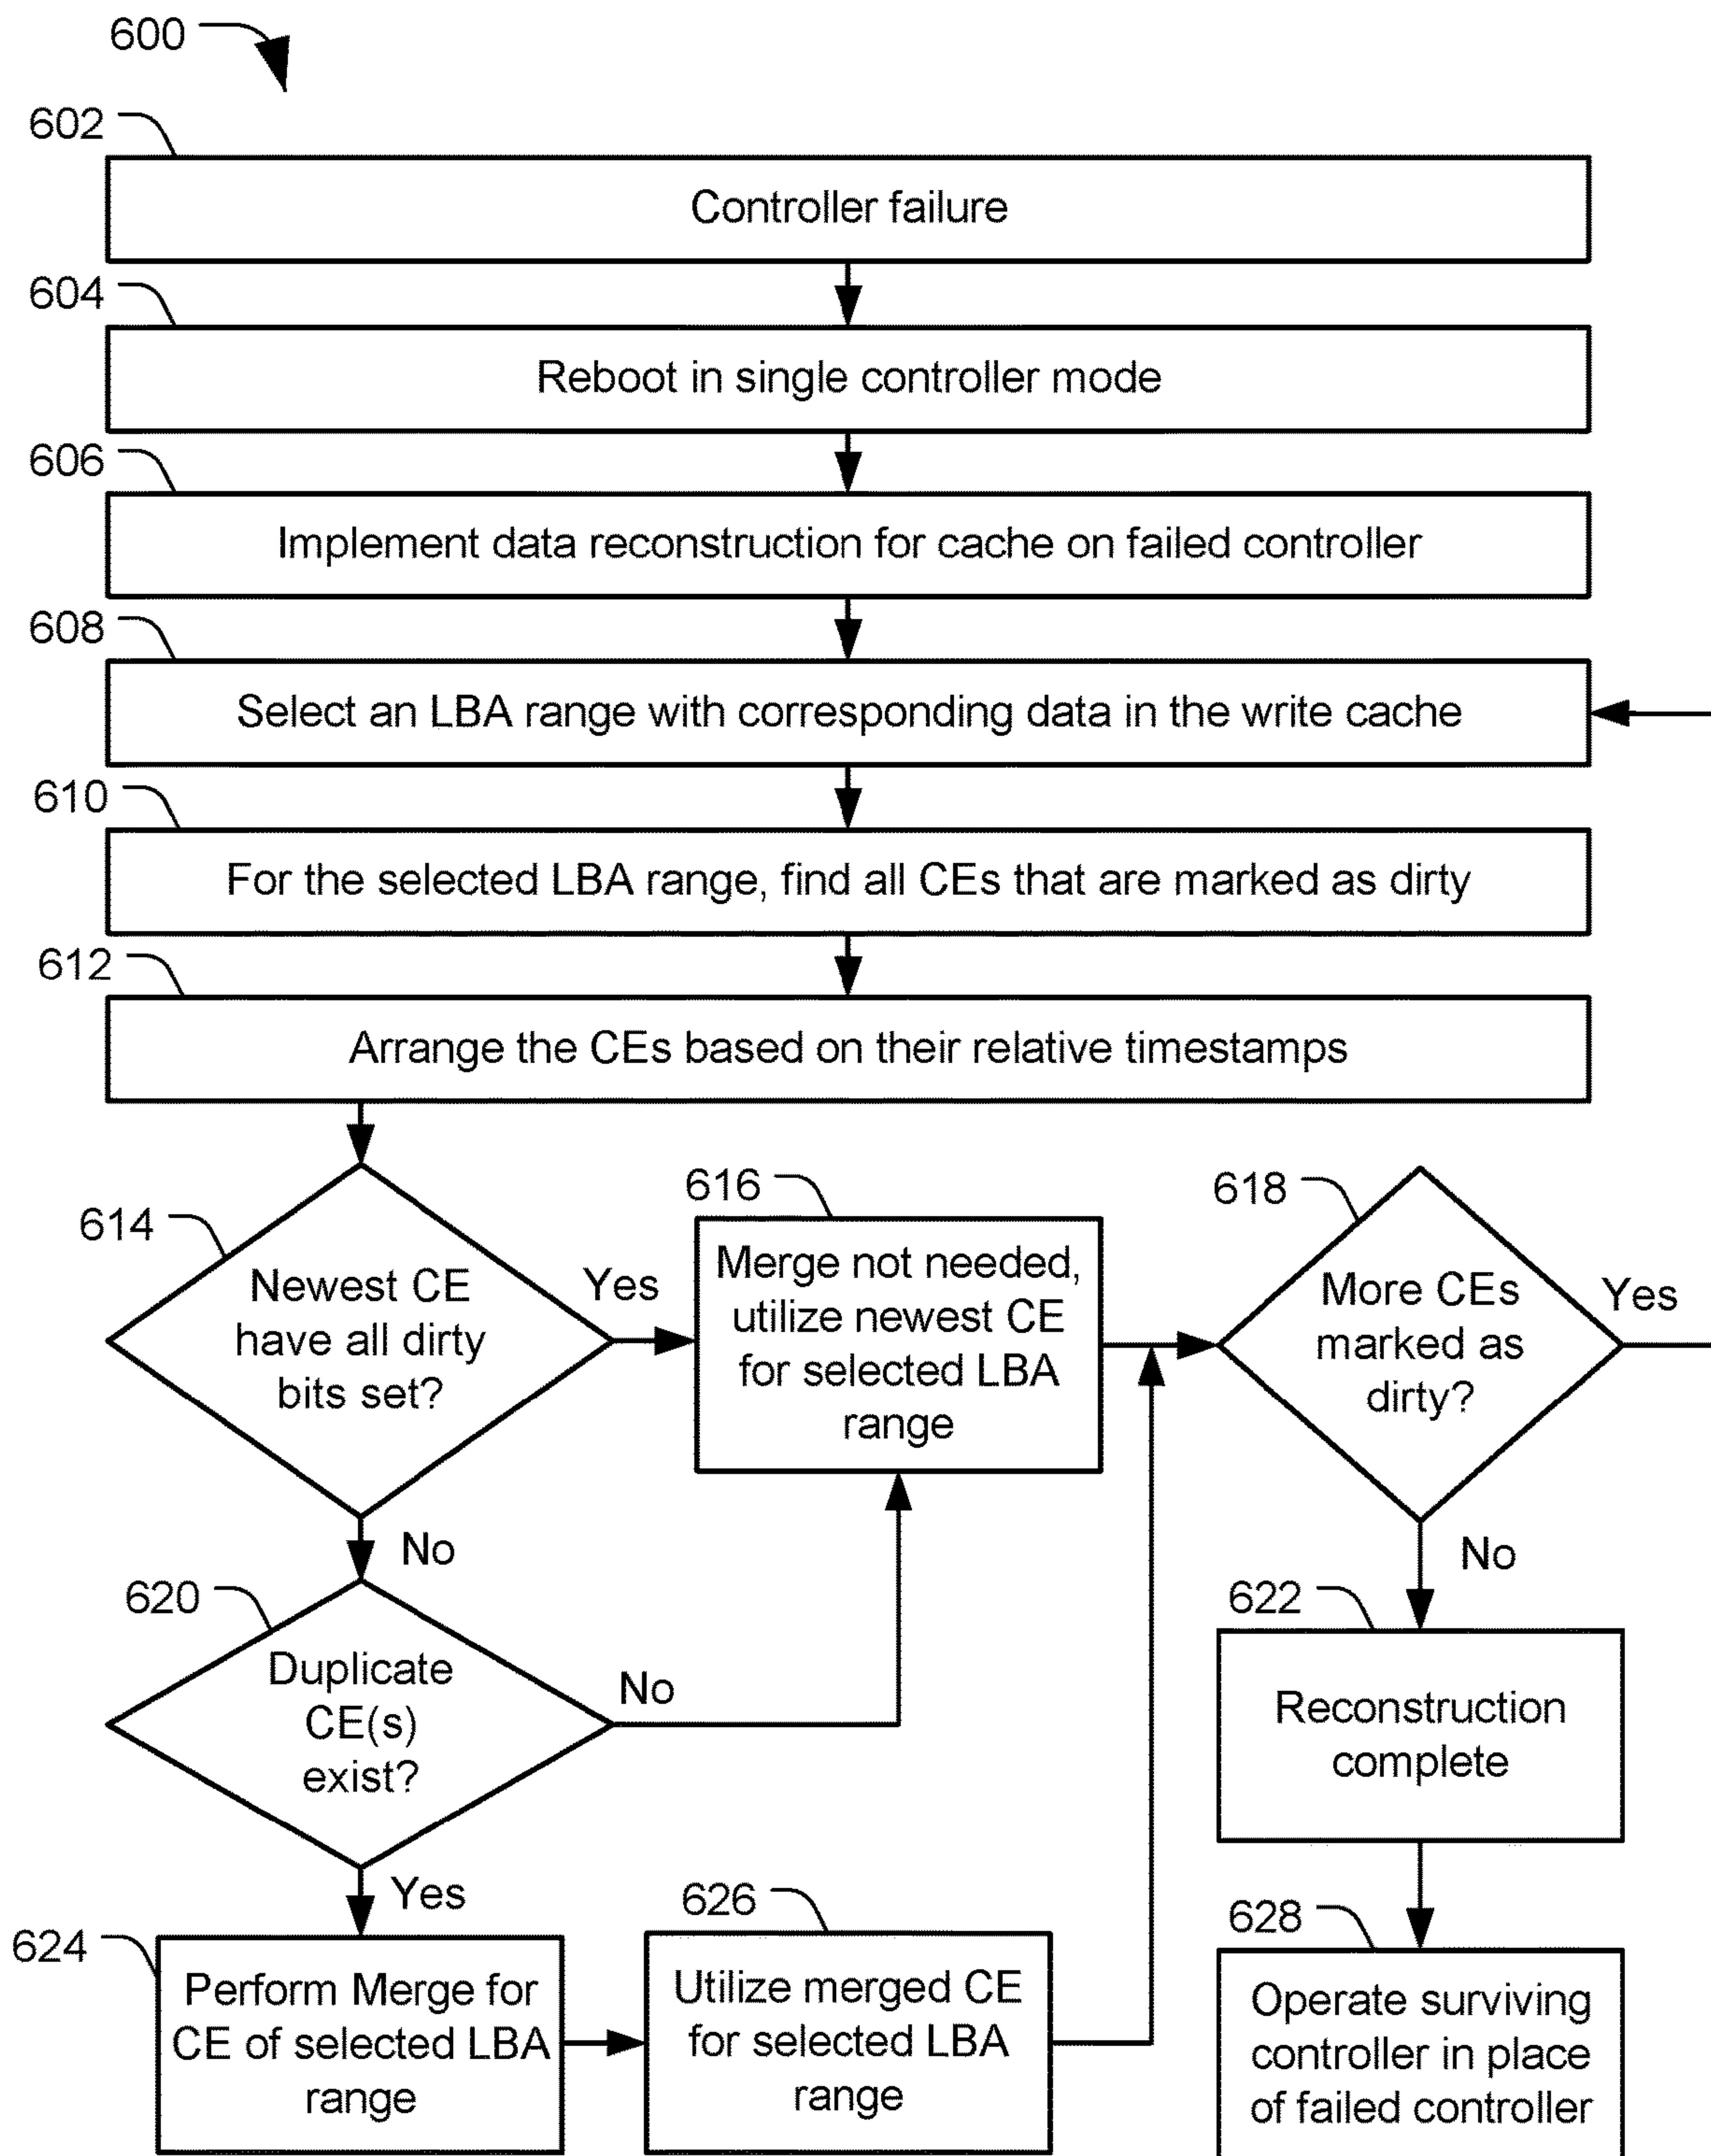 600
602
Controller failure
604
Reboot in single controller mode
606
Implement data reconstruction for cache on failed controller
608
Select an LBA range with corresponding data in the write cache
610
For the selected LBA range, find all CEs that are marked as dirty
612
Arrange the CEs based on their relative timestamps
614
Newest CE
have all dirty
bits set?
Yes
No
616
Merge not needed,
utilize newest CE
for selected LBA
range
618
More CEs
marked as
dirty?
Yes
No
620
Duplicate
CE(s)
exist?
No
Yes
622
Reconstruction
complete
624
Perform Merge for
CE of selected LBA
range
626
Utilize merged CE
for selected LBA
range
628
Operate surviving
controller in place
of failed controller